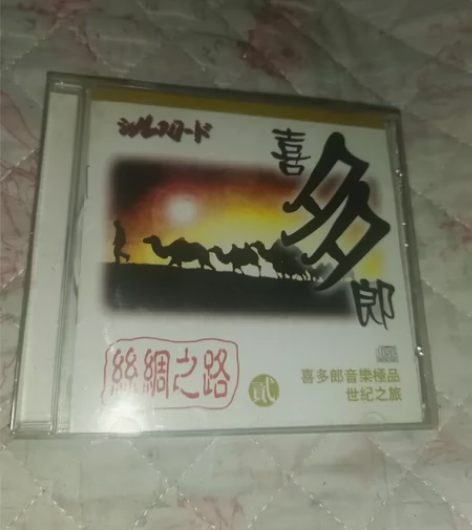 シルクロード
喜多郎
絲綢之路
貳
喜多郎音樂極品
世紀之旅